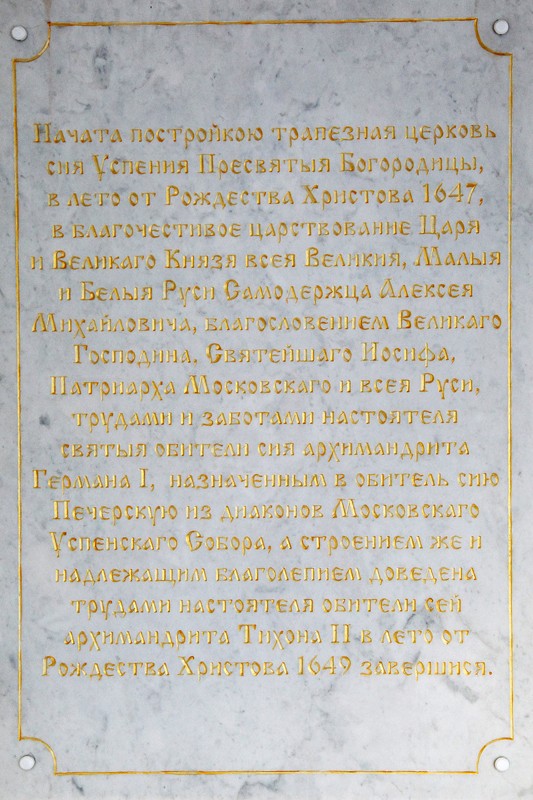 Начата постройкою трапезная церковь
сия Успения Пресвятыя Богородицы,
в лето от Рождества Христова 1647,
в благочестивое царствование Царя
и Великаго Князя всея Великия, Малыя
и Белыя Руси Самодержца Алексея
Михайловича, благословением Великаго
Господина, Святейшаго Иосифа,
Патриарха Московскаго и всея Руси,
трудами и заботами настоятеля
святыя обители сия архимандрита
Германа I, назначенным в обитель сию
Печерскую из диаконов Московскаго
Успенскаго Собора, а строением же и
надлежащим благолепием доведена
трудами настоятеля обители сей
архимандрита Тихона II в лето от
Рождества Христова 1649 завершися.